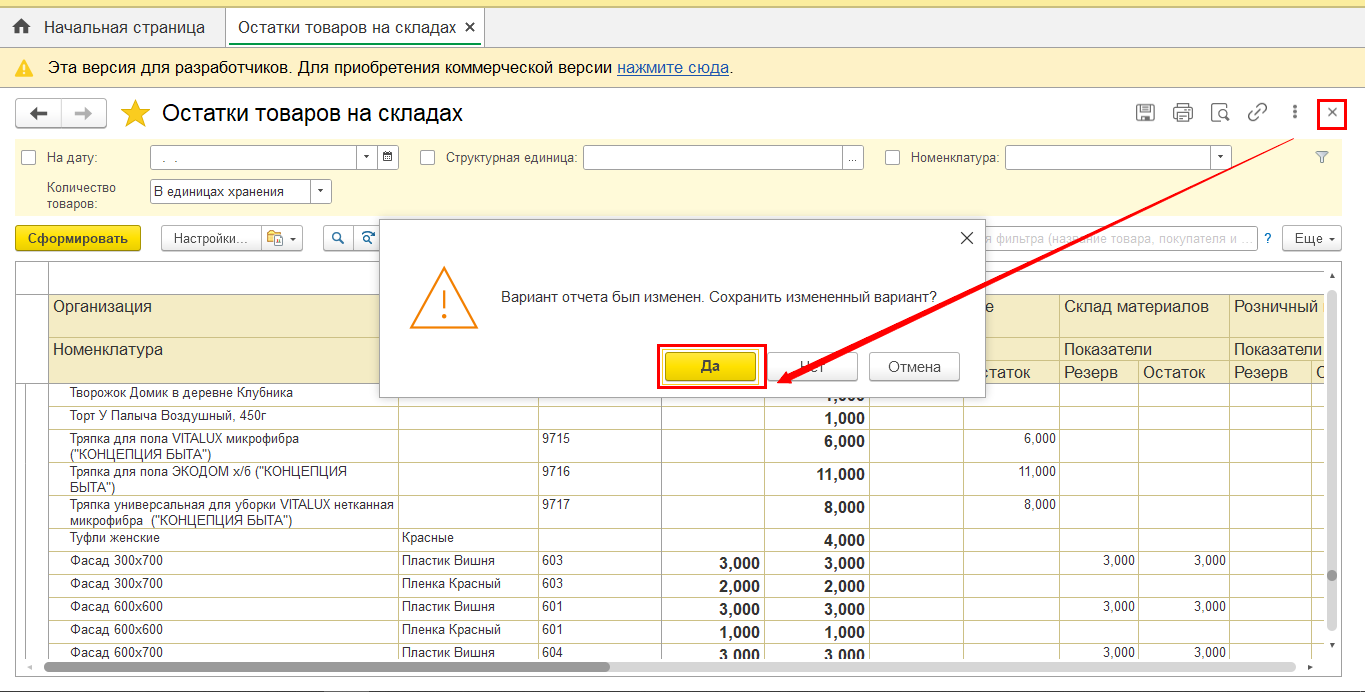 Начальная страница
Остатки товаров на складах
Эта версия для разработчиков. Для приобретения коммерческой версии нажмите сюда.
Остатки товаров на складах
На дату:
. .
Структурная единица:
...
Номенклатура:
Количество товаров:
В единицах хранения
Сформировать
Настройки...
фильтра (название товара, покупателя и ...
?
Еще
Вариант отчета был изменен. Сохранить измененный вариант?
Да
Нет
Отмена
Организация
Склад материалов
Розничный
Номенклатура
Показатели
Показатели
Резерв
Остаток
Резерв
Творожок Домик в деревне Клубника
Торт У Палыча Воздушный, 450г 1,000
Тряпка для пола VITALUX микрофибра
("КОНЦЕПЦИЯ БЫТА")
9715 6,000 6,000
Тряпка для пола ЭКОДОМ х/б ("КОНЦЕПЦИЯ
БЫТА")
9716 11,000 11,000
Тряпка универсальная для уборки VITALUX нетканная
микрофибра ("КОНЦЕПЦИЯ БЫТА")
9717 8,000 8,000
Туфли женские Красные 4,000
Фасад 300х700 Пластик Вишня 603 3,000 3,000 3,000 3,000
Фасад 300х700 Пленка Красный 603 2,000 2,000
Фасад 600х600 Пластик Вишня 601 3,000 3,000 3,000 3,000
Фасад 600х600 Пленка Красный 601 1,000 1,000
Фасад 600х700 Пластик Вишня 604 3,000 3,000 3,000 3,000